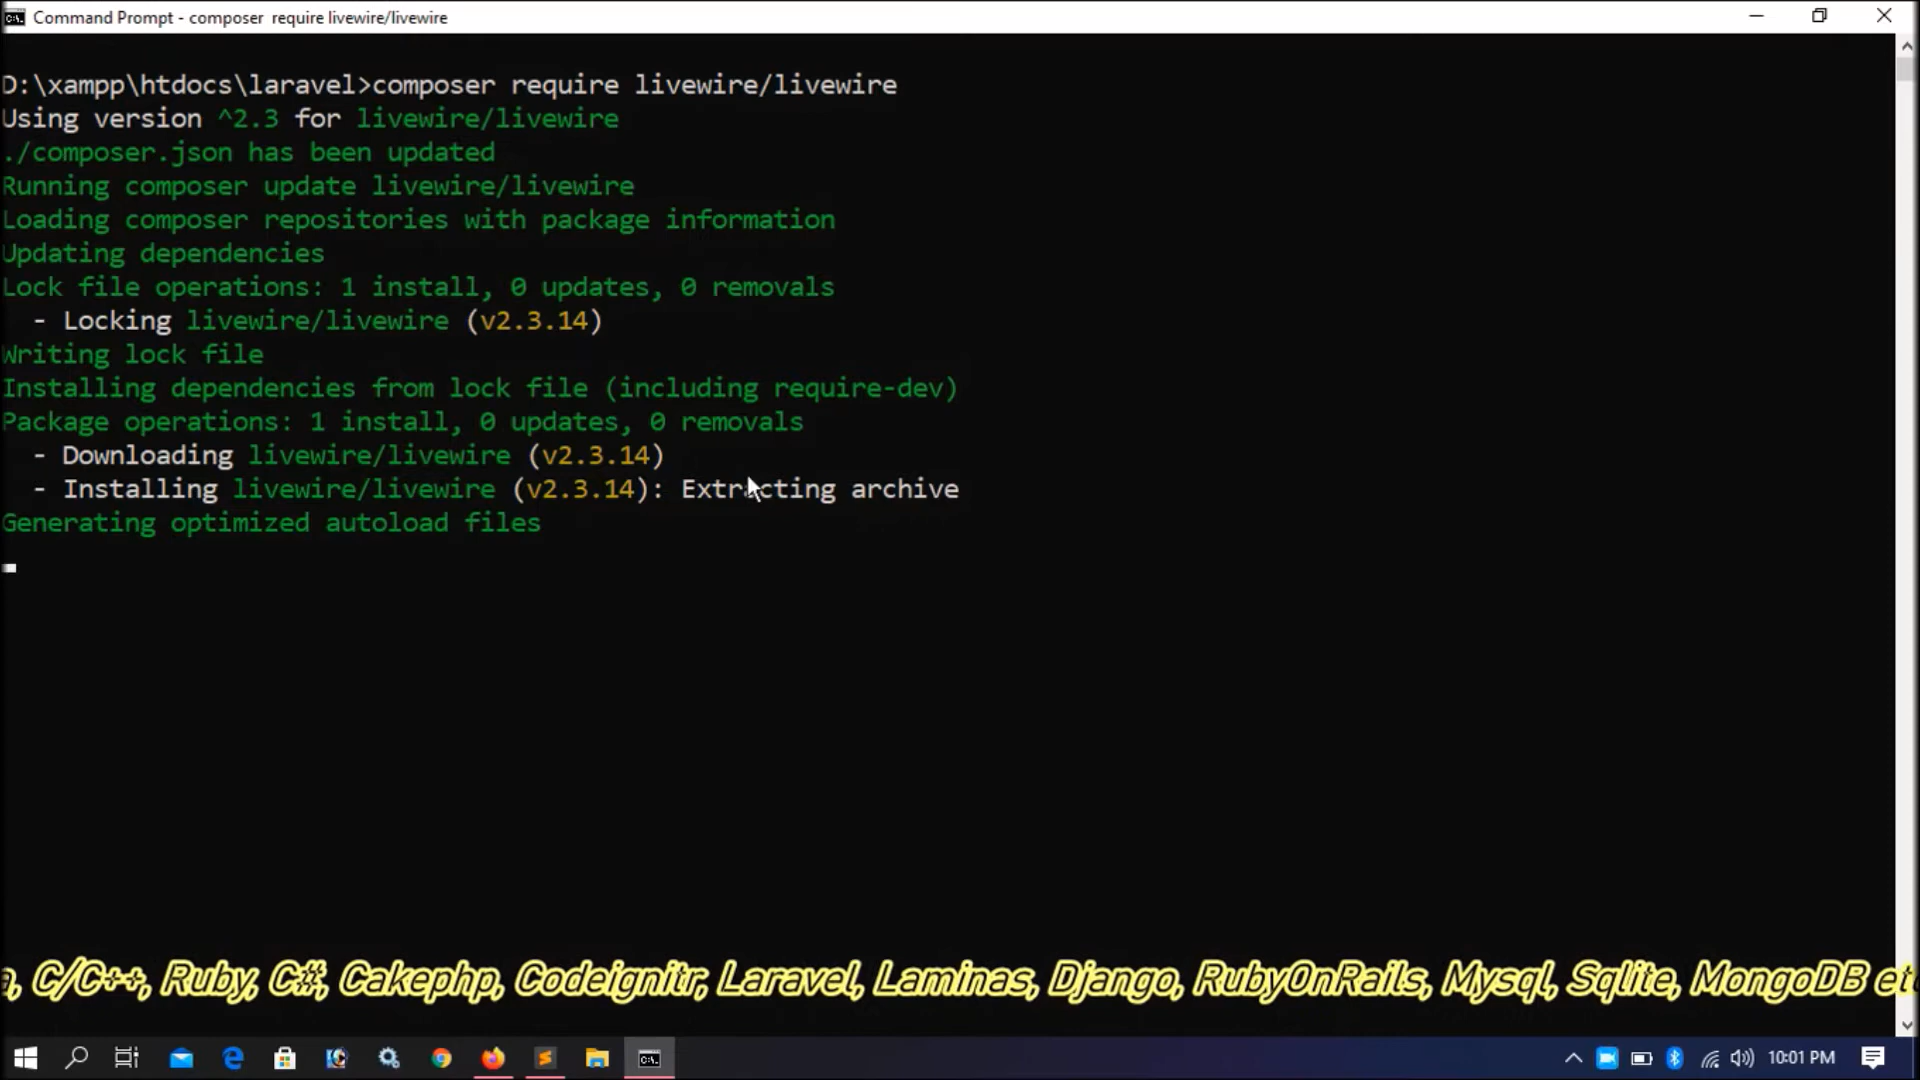 Command Prompt - composer  require livewire/livewire
D:\xampp\htdocs\laravel>composer require livewire/livewire
Using version ^2.3 for livewire/livewire
./composer.json has been updated
Running composer update livewire/livewire
Loading composer repositories with package information
Updating dependencies
Lock file operations: 1 install, 0 updates, 0 removals
  - Locking livewire/livewire (v2.3.14)
Writing lock file
Installing dependencies from lock file (including require-dev)
Package operations: 1 install, 0 updates, 0 removals
  - Downloading livewire/livewire (v2.3.14)
  - Installing livewire/livewire (v2.3.14): Extracting archive
Generating optimized autoload files
, C/C++, Ruby, C#, Cakephp, Codeignitr, Laravel, Laminas, Django, RubyOnRails, Mysql, Sqlite, MongoDB et
10:01 PM